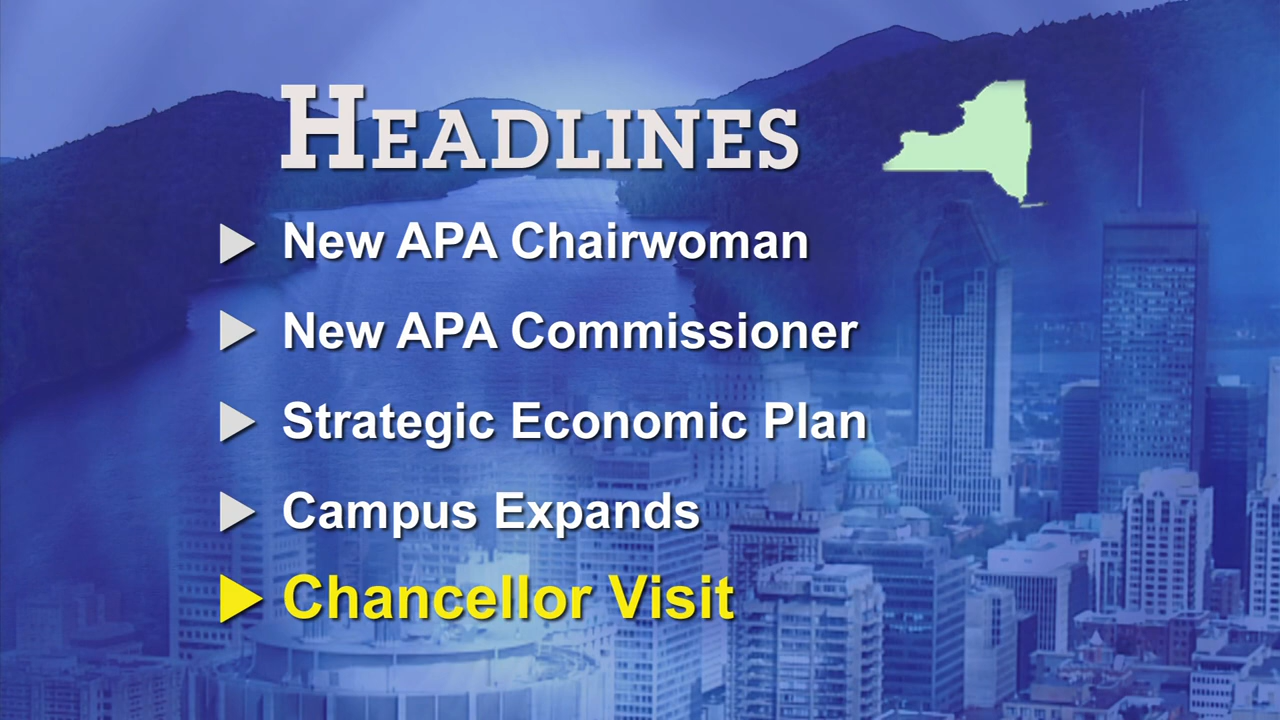 HEADLINES
New APA Chairwoman
New APA Commissioner
Strategic Economic Plan
Campus Expands
Chancellor Visit